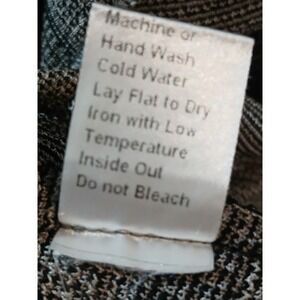 Machine or
Hand Wash
Cold Water
Lay Flat to Dry
Iron with Low
Temperature
Inside Out
Do not Bleach